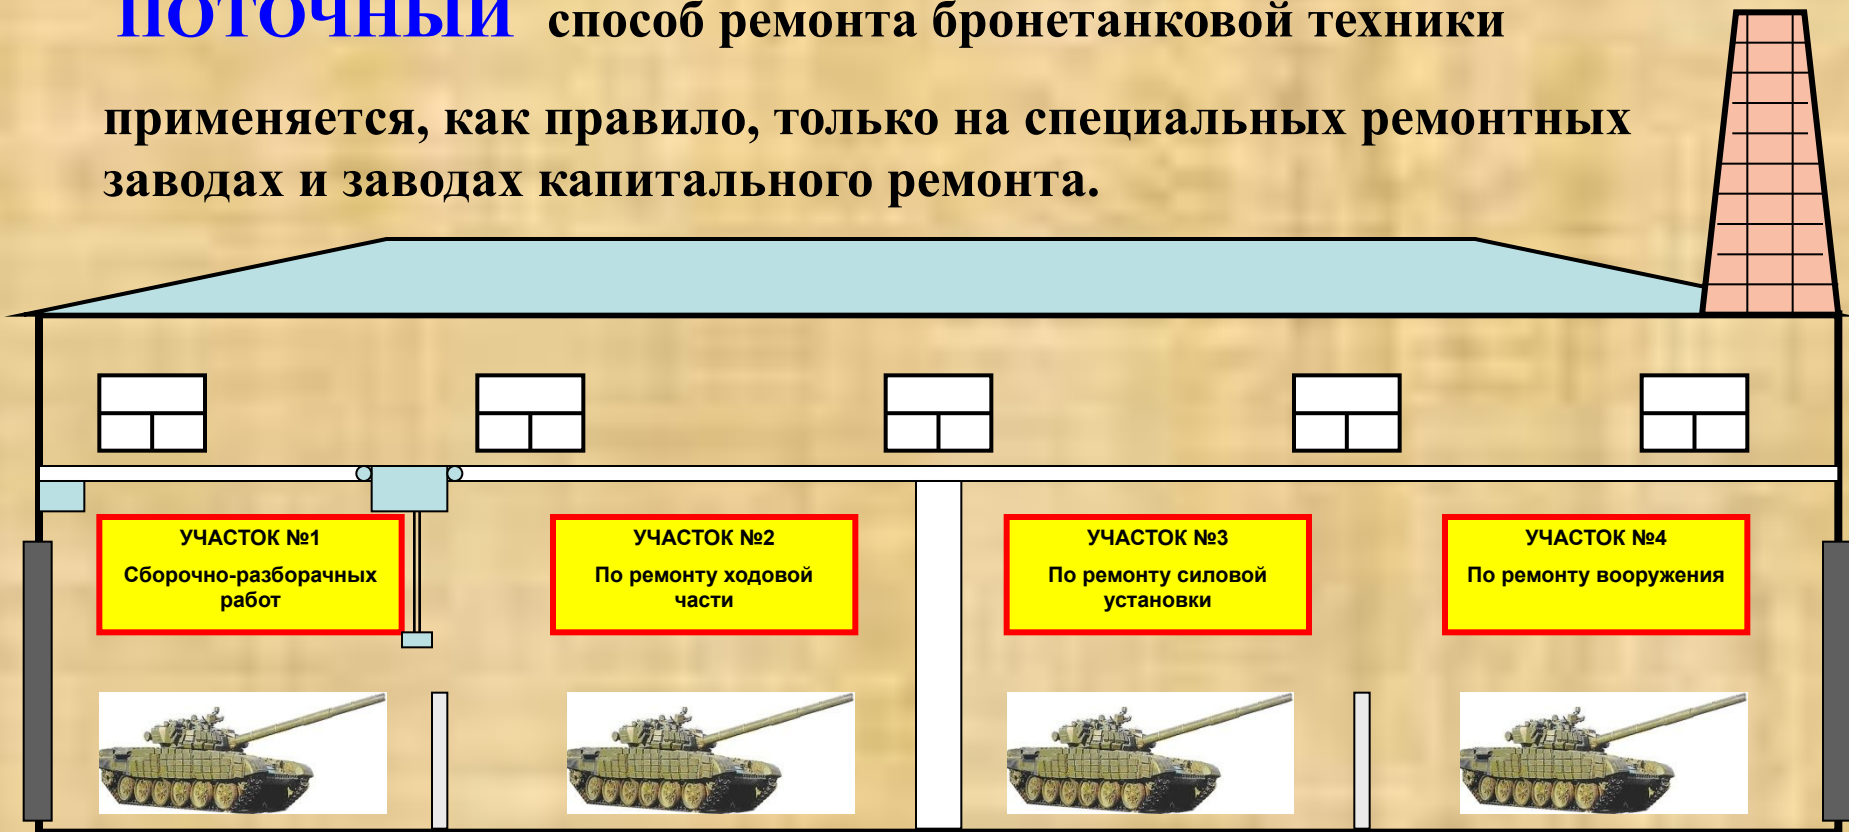 ПОТОЧНЫЙ способ ремонта бронетанковой техники
применяется, как правило, только на специальных ремонтных
заводах и заводах капитального ремонта.
УЧАСТОК №1
Сборочно-разборачных
работ
УЧАСТОК №2
По ремонту ходовой
части
УЧАСТОК №3
По ремонту силовой
установки
УЧАСТОК №4
По ремонту вооружения